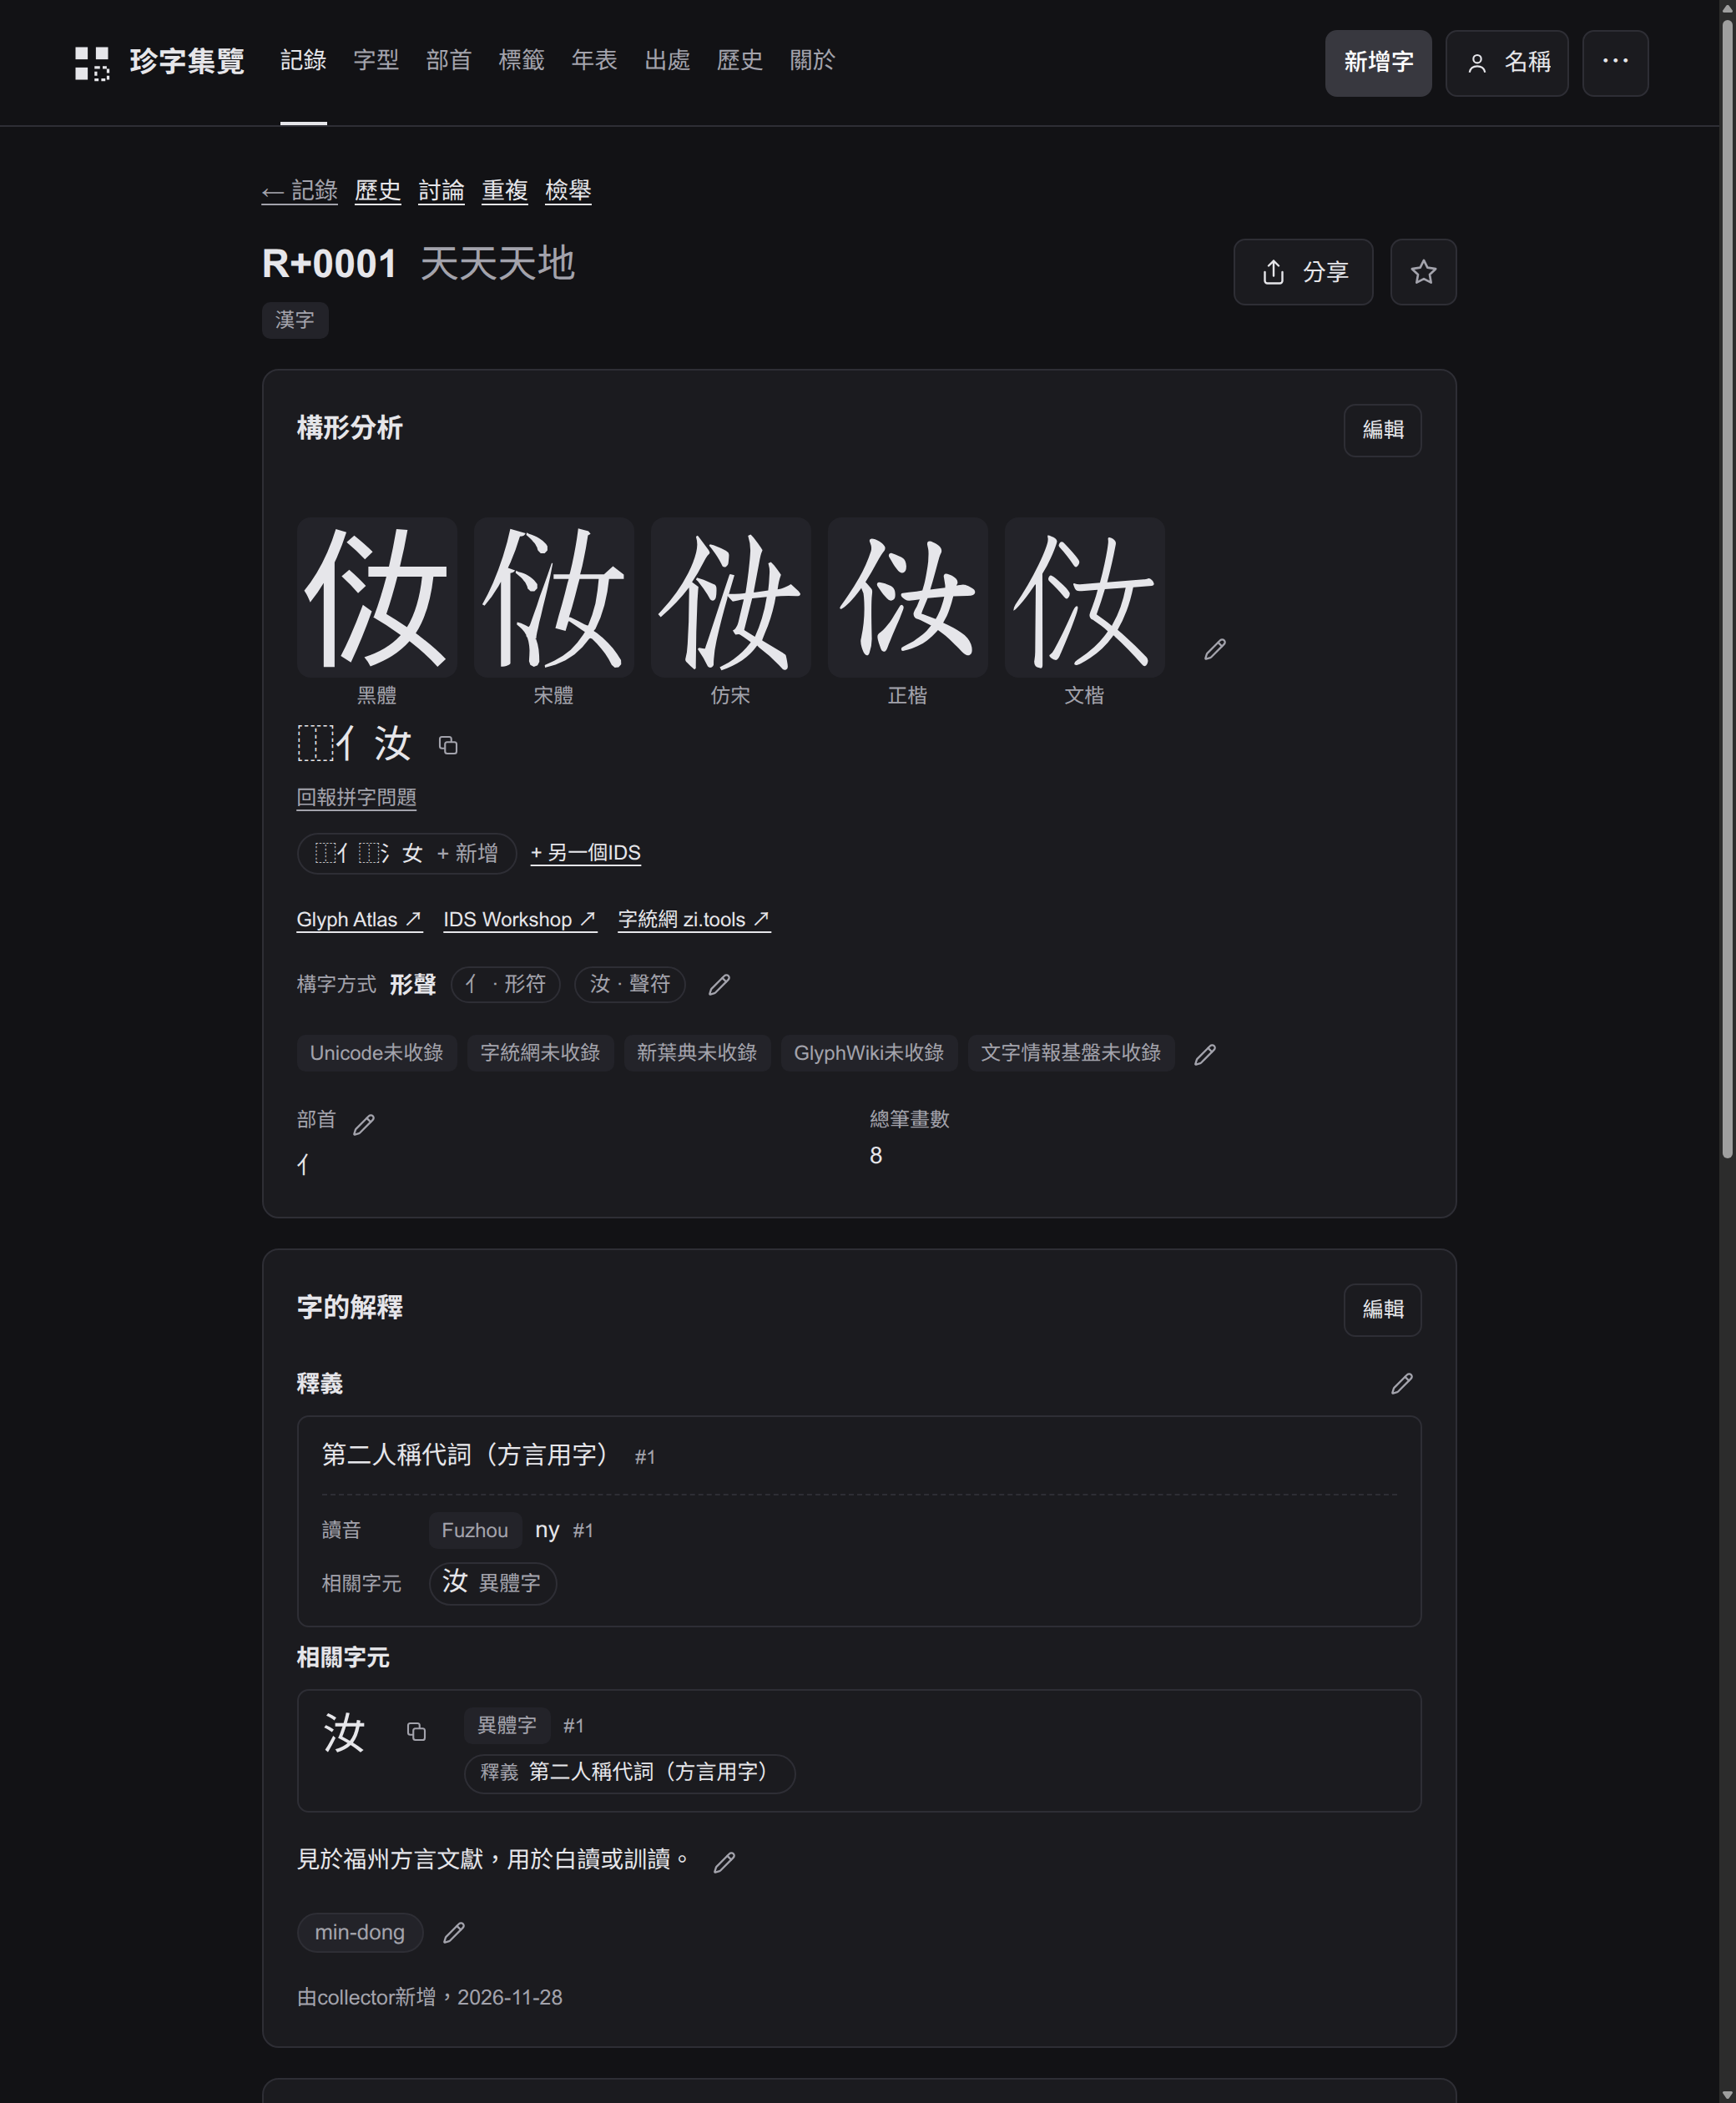 珍字集覽 記錄 字型 部首 標籤 年表 出處 歷史 關於 新增字 名稱 ···
← 記錄 歷史 討論 重複 檢舉
R+0001 天天天地 分享
漢字
構形分析 編輯
黑體 宋體 仿宋 正楷 文楷
⿰亻汝
回報拼字問題
⿰亻⿰氵女 + 新增 + 另一個IDS
Glyph Atlas ↗ IDS Workshop ↗ 字統網 zi.tools ↗
構字方式 形聲 亻 · 形符 汝 · 聲符
Unicode未收錄 字統網未收錄 新葉典未收錄 GlyphWiki未收錄 文字情報基盤未收錄
部首 總筆畫數
亻 8
字的解釋 編輯
釋義
第二人稱代詞（方言用字） #1
讀音 Fuzhou ny #1
相關字元 汝 異體字
相關字元
汝 異體字 #1
釋義 第二人稱代詞（方言用字）
見於福州方言文獻，用於白讀或訓讀。
min-dong
由collector新增，2026-11-28